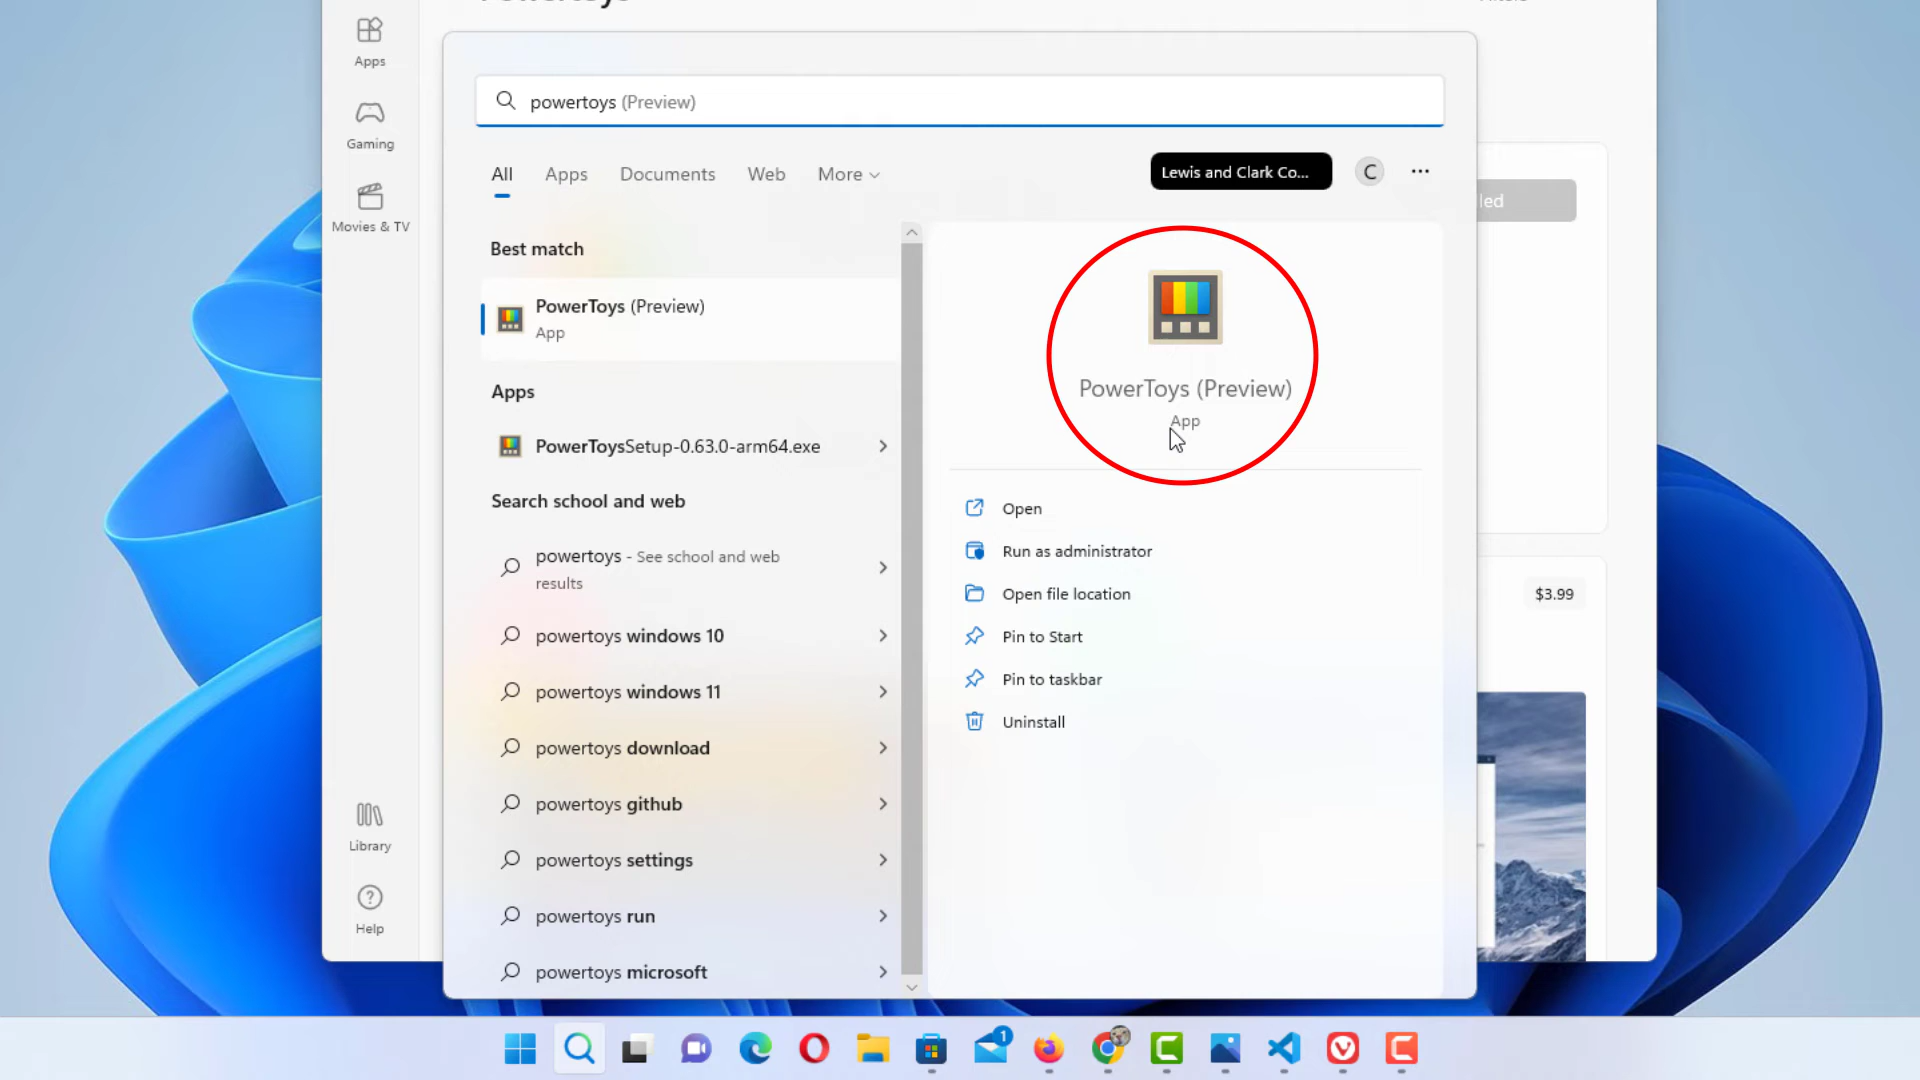 Powertoys
Apps
Gaming
Movies & TV
Library
Help
powertoys (Preview)
All Apps Documents Web More
Lewis and Clark Co...
C
Best match
PowerToys (Preview)
App
Apps
PowerToysSetup-0.63.0-arm64.exe
Search school and web
powertoys - See school and web
results
powertoys windows 10
powertoys windows 11
powertoys download
powertoys github
powertoys settings
powertoys run
powertoys microsoft
PowerToys (Preview)
App
Open
Run as administrator
Open file location
Pin to Start
Pin to taskbar
Uninstall
led
$3.99
1